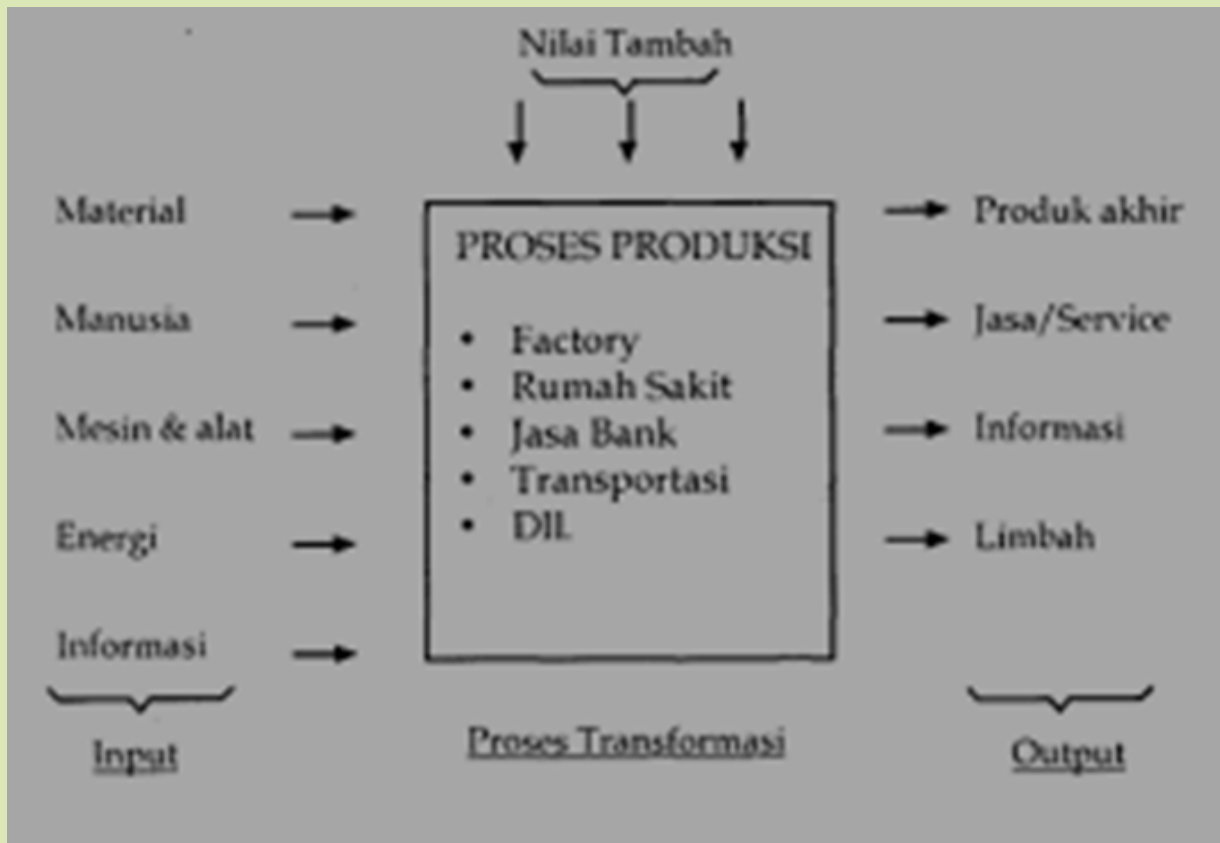 Nilai Tambah
Material
Manusia
Mesin & alat
Energi
Informasi
Input
PROSES PRODUKSI
• Factory
• Rumah Sakit
• Jasa Bank
• Transportasi
• Dll.
Proses Transformasi
Produk akhir
Jasa/Service
Informasi
Limbah
Output